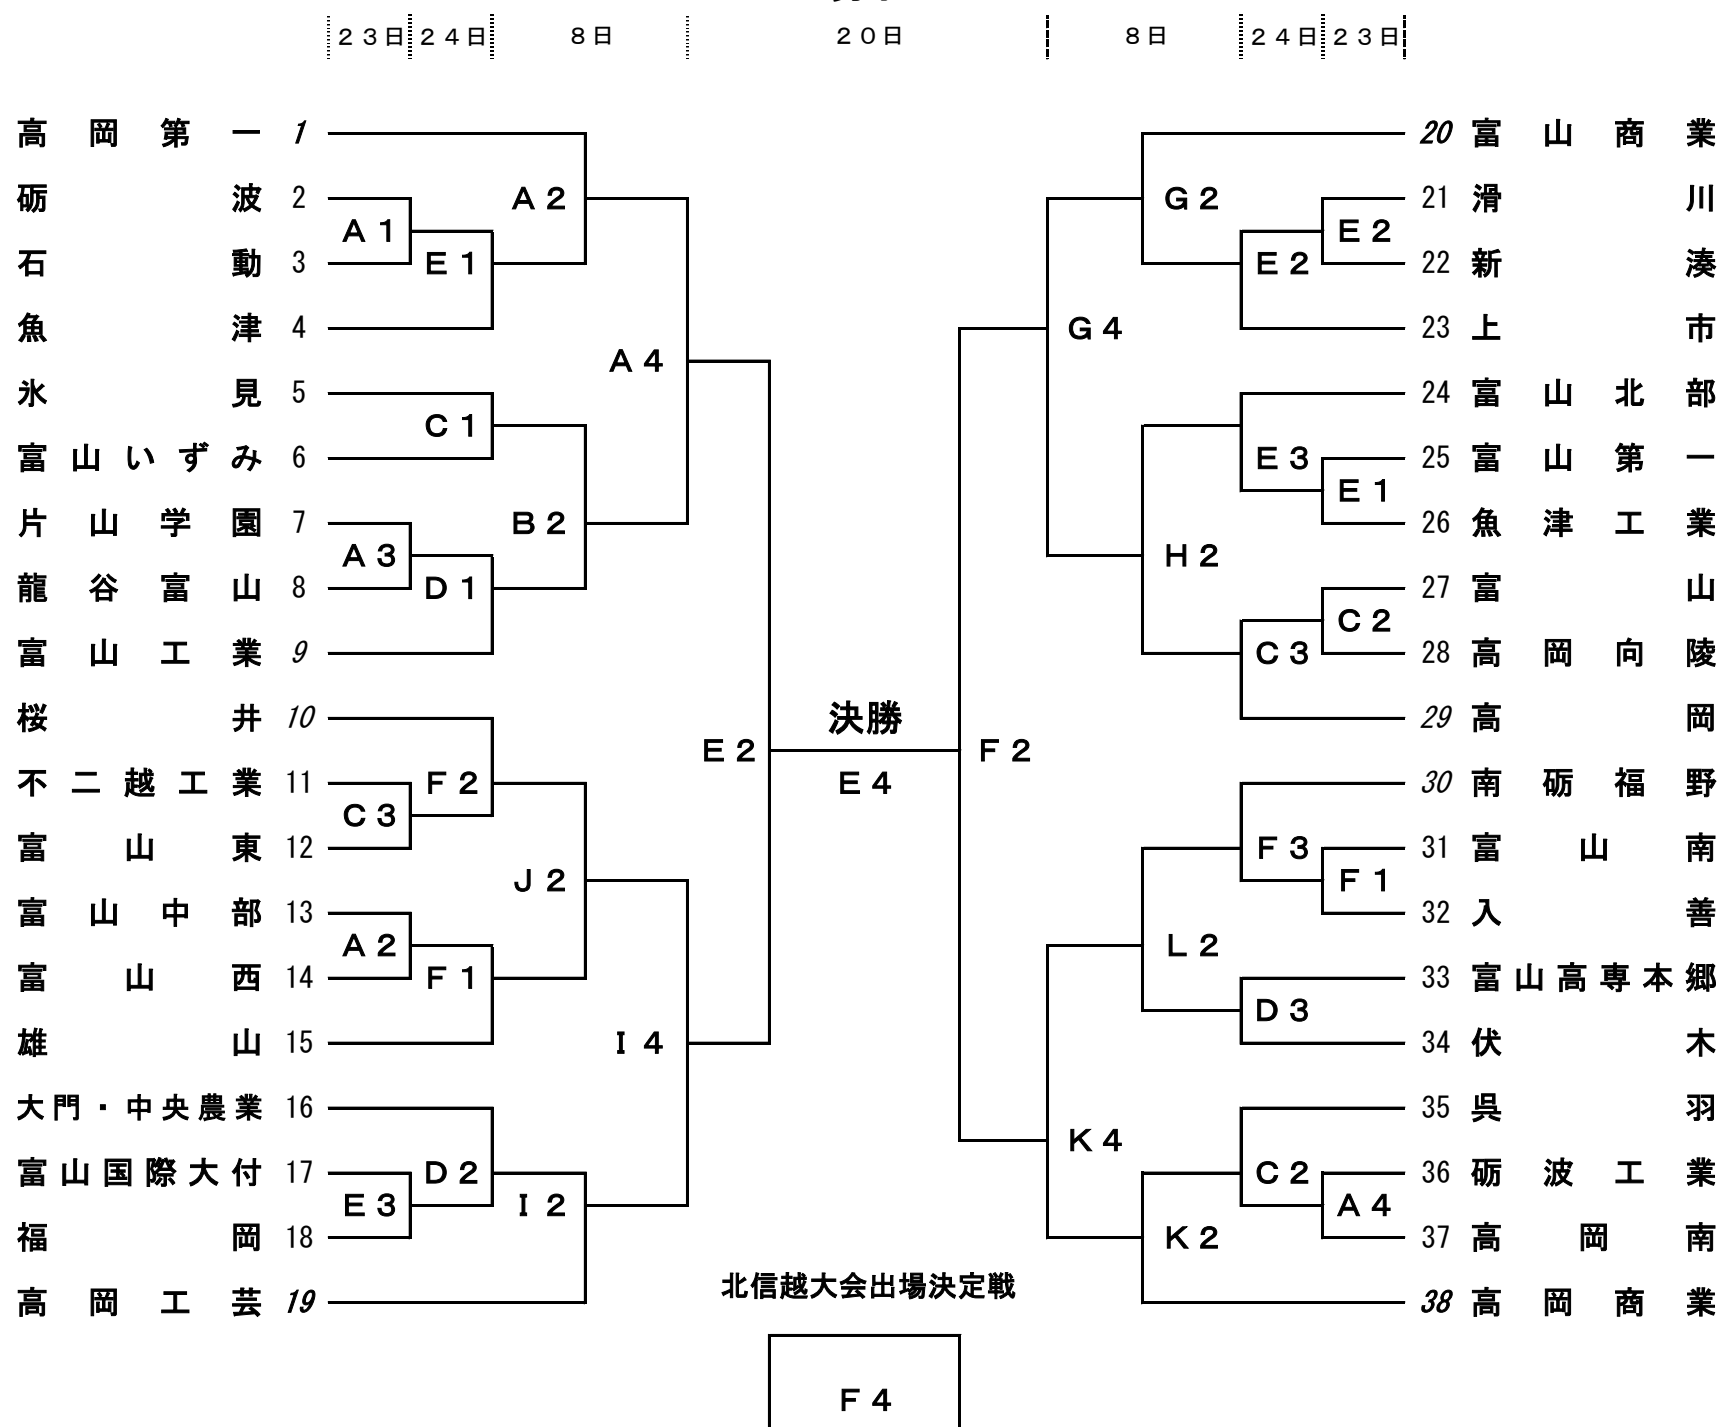 ２３日 ２４日 ８日 ２０日 ８日 ２４日 ２３日
高岡第一 1
砺波 2
石動 3
魚津 4
氷見 5
富山いずみ 6
片山学園 7
龍谷富山 8
富山工業 9
桜井 10
不二越工業 11
富山東 12
富山中部 13
富山西 14
雄山 15
大門・中央農業 16
富山国際大付 17
福岡 18
高岡工芸 19
Ａ１
Ａ３
Ｃ３
Ａ２
Ｅ３
Ｅ１
Ｃ１
Ｄ１
Ｆ２
Ｆ１
Ｄ２
Ａ２
Ｂ２
Ｊ２
Ｉ２
Ａ４
Ｉ４
Ｅ２
決勝
Ｅ４
Ｆ２
Ｇ４
Ｋ４
Ｇ２
Ｈ２
Ｌ２
Ｋ２
Ｅ２
Ｅ３
Ｃ３
Ｆ３
Ｄ３
Ｃ２
Ｅ２
Ｅ１
Ｃ２
Ｆ１
Ａ４
20 富山商業
21 滑川
22 新湊
23 上市
24 富山北部
25 富山第一
26 魚津工業
27 富山
28 高岡向陵
29 高岡
30 南砺福野
31 富山南
32 入善
33 富山高専本郷
34 伏木
35 呉羽
36 砺波工業
37 高岡南
38 高岡商業
北信越大会出場決定戦
Ｆ４